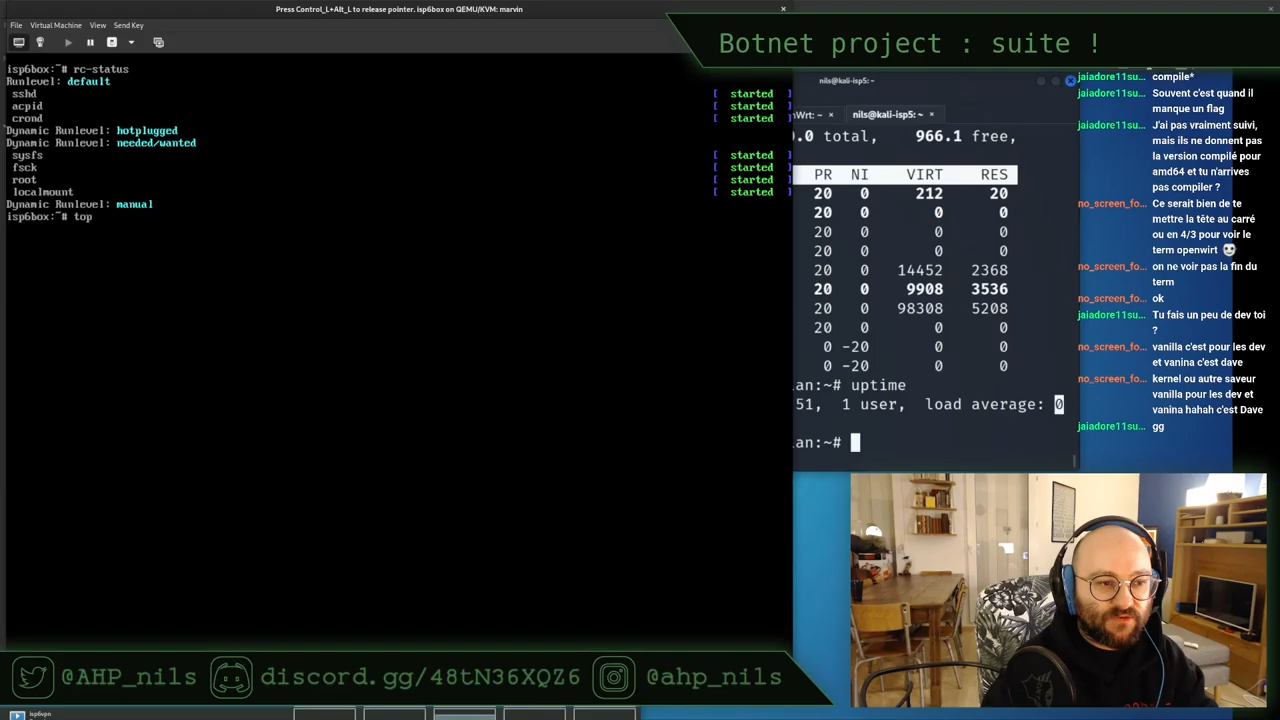 Press Control_L+Alt_L to release pointer. isp6box on QEMU/KVM: marvin
File Virtual Machine View Send Key
Botnet project : suite !
isp6box:~# rc-status
Runlevel: default
sshd [ started ]
acpid [ started ]
crond [ started ]
Dynamic Runlevel: hotplugged
Dynamic Runlevel: needed/wanted
sysfs [ started ]
fsck [ started ]
root [ started ]
localmount [ started ]
Dynamic Runlevel: manual
isp6box:~# top
nils@kali-isp5: ~
nWrt: ~ × nils@kali-isp5: ~ ×
0.0 total, 966.1 free,
PR NI VIRT RES
20 0 212 20
20 0 0 0
20 0 0 0
20 0 0 0
20 0 14452 2368
20 0 9908 3536
20 0 98308 5208
20 0 0 0
0 -20 0 0
0 -20 0 0
an:~# uptime
51, 1 user, load average: 0
an:~#
jaiadore11su... compile*
jaiadore11su... Souvent c'est quand il
manque un flag
jaiadore11su... J'ai pas vraiment suivi,
mais ils ne donnent pas
la version compilé pour
amd64 et tu n'arrives
pas compiler ?
no_screen_fo... Ce serait bien de te
mettre la tête au carré
ou en 4/3 pour voir le
term openwirt
no_screen_fo... on ne voir pas la fin du
term
no_screen_fo... ok
jaiadore11su... Tu fais un peu de dev toi
?
no_screen_fo... vanilla c'est pour les dev
et vanina c'est dave
no_screen_fo... kernel ou autre saveur
vanilla pour les dev et
vanina hahah c'est Dave
jaiadore11su... gg
@AHP_nils discord.gg/48tN36XQZ6 @ahp_nils
isp6vpn